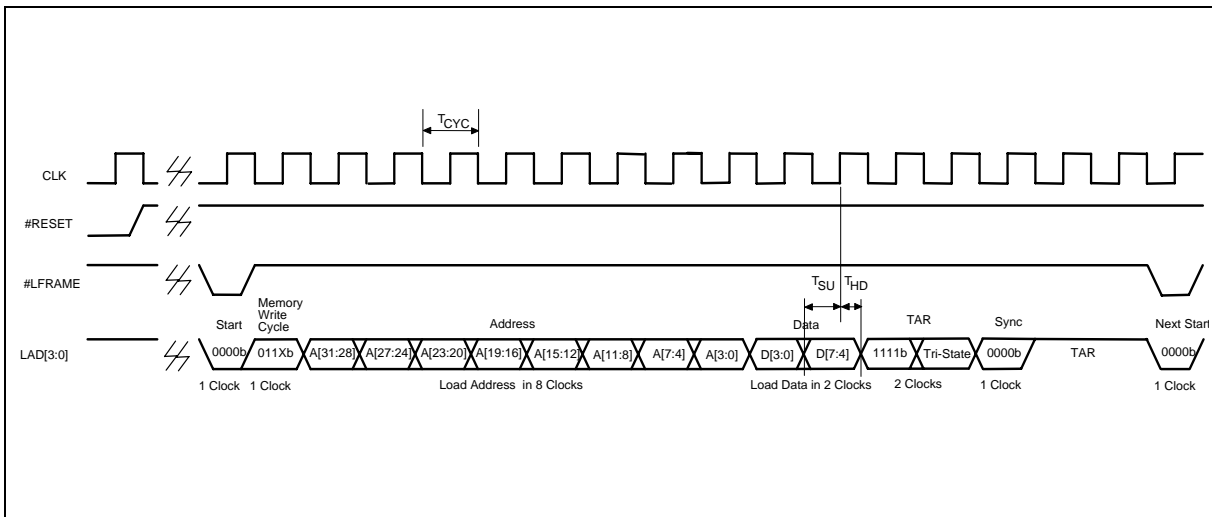 TCYC
CLK
#RESET
#LFRAME
TSU THD
Start
Memory
Write
Cycle
Address
Data
TAR
Sync
Next Start
LAD[3:0]
0000b 011Xb A[31:28] A[27:24] A[23:20] A[19:16] A[15:12] A[11:8] A[7:4] A[3:0] D[3:0] D[7:4] 1111b Tri-State 0000b TAR 0000b
1 Clock 1 Clock Load Address in 8 Clocks Load Data in 2 Clocks 2 Clocks 1 Clock 1 Clock